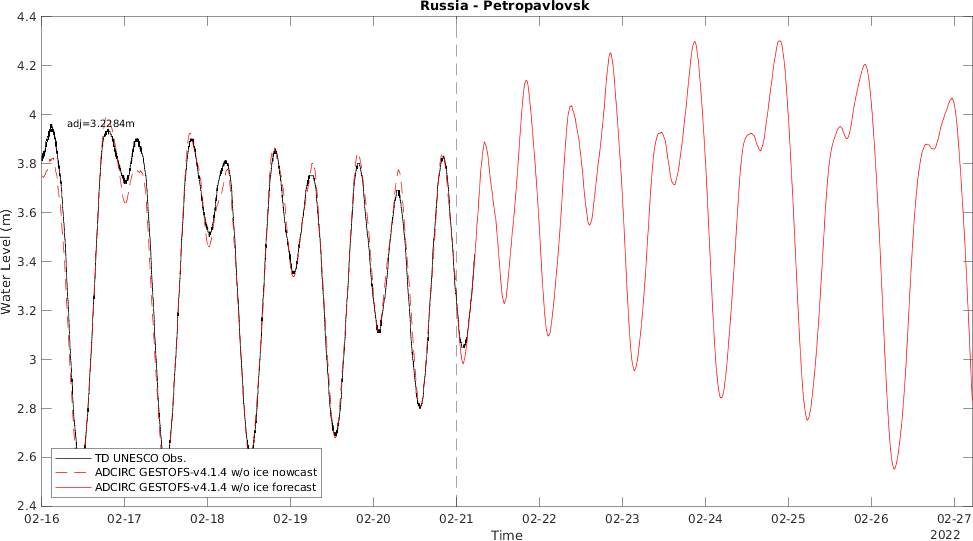 Russia - Petropavlovsk
4.4
4.2
4
3.8
3.6
3.4
3.2
3
2.8
2.6
2.4
Water Level (m)
adj=3.2284m
TD UNESCO Obs.
ADCIRC GESTOFS-v4.1.4 w/o ice nowcast
ADCIRC GESTOFS-v4.1.4 w/o ice forecast
02-16 02-17 02-18 02-19 02-20 02-21 02-22 02-23 02-24 02-25 02-26 02-27
Time
2022